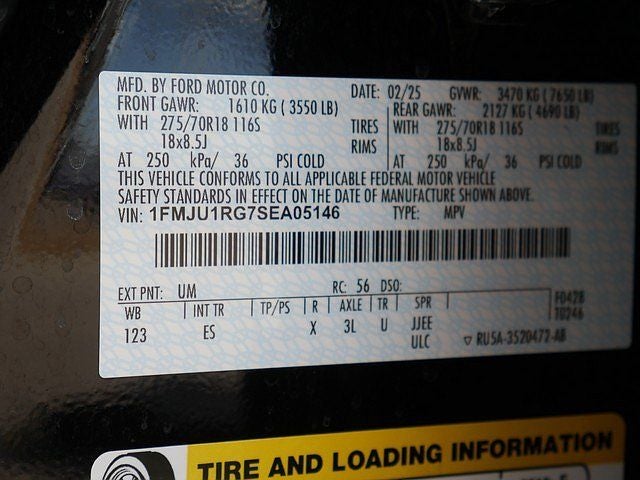 MFD. BY FORD MOTOR CO. DATE: 02/25 GVWR: 3470 KG ( 7650 LB)
FRONT GAWR: 1610 KG ( 3550 LB) REAR GAWR: 2127 KG ( 4690 LB)
WITH 275/70R18 116S TIRES WITH 275/70R18 116S TIRES
18x8.5J RIMS 18x8.5J RIMS
AT 250 kPa/ 36 PSI COLD AT 250 kPa/ 36 PSI COLD
THIS VEHICLE CONFORMS TO ALL APPLICABLE FEDERAL MOTOR VEHICLE
SAFETY STANDARDS IN EFFECT ON THE DATE OF MANUFACTURE SHOWN ABOVE.
VIN: 1FMJU1RG7SEA05146 TYPE: MPV
EXT PNT: UM RC: 56 DSO: F0428
WB INT TR TP/PS R AXLE TR SPR T0246
123 ES X 3L U JJEE
ULC ▽ RU5A-3520472-AB
TIRE AND LOADING INFORMATION